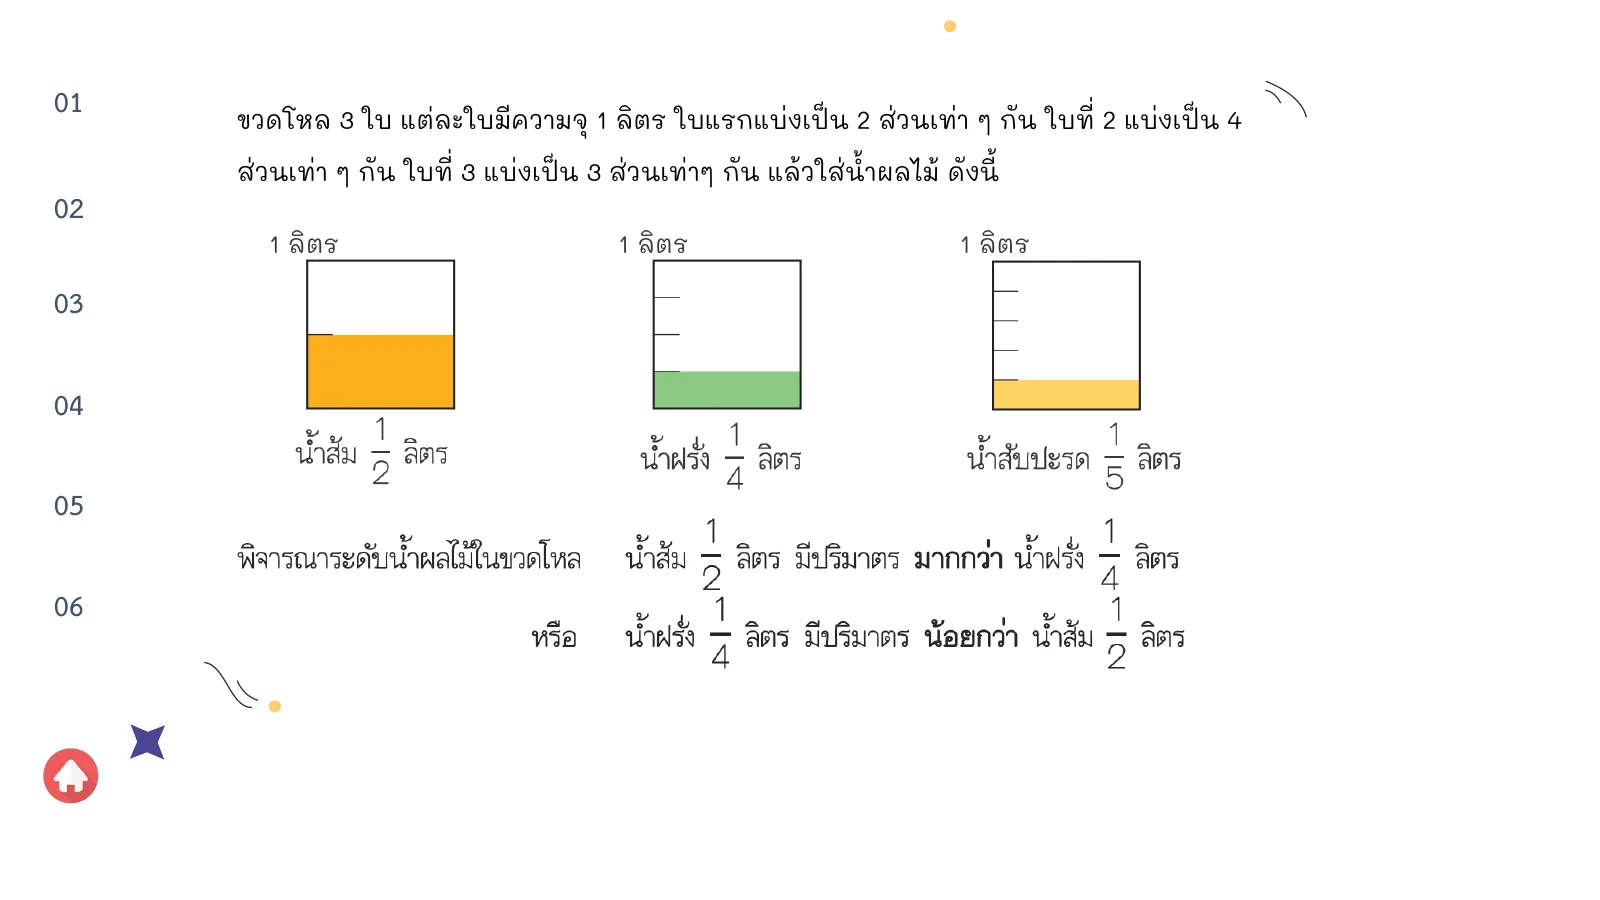 01
02
03
04
05
06
ขวดโหล 3 ใบ แต่ละใบมีความจุ 1 ลิตร ใบแรกแบ่งเป็น 2 ส่วนเท่า ๆ กัน ใบที่ 2 แบ่งเป็น 4
ส่วนเท่า ๆ กัน ใบที่ 3 แบ่งเป็น 3 ส่วนเท่าๆ กัน แล้วใส่น้ำผลไม้ ดังนี้
1 ลิตร
1 ลิตร
1 ลิตร
น้ำส้ม 1/2 ลิตร
น้ำฝรั่ง 1/4 ลิตร
น้ำสับปะรด 1/5 ลิตร
พิจารณาระดับน้ำผลไม้ในขวดโหล น้ำส้ม 1/2 ลิตร มีปริมาตร มากกว่า น้ำฝรั่ง 1/4 ลิตร
หรือ น้ำฝรั่ง 1/4 ลิตร มีปริมาตร น้อยกว่า น้ำส้ม 1/2 ลิตร